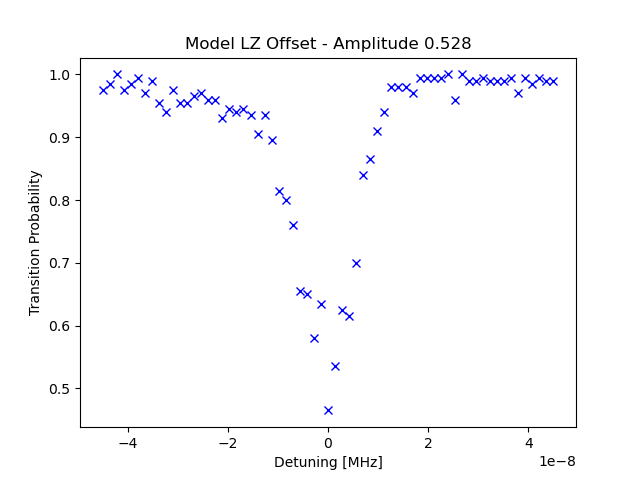 Model LZ Offset - Amplitude 0.528
Transition Probability
1.0
0.9
0.8
0.7
0.6
0.5
−4
−2
0
2
4
1e−8
Detuning [MHz]